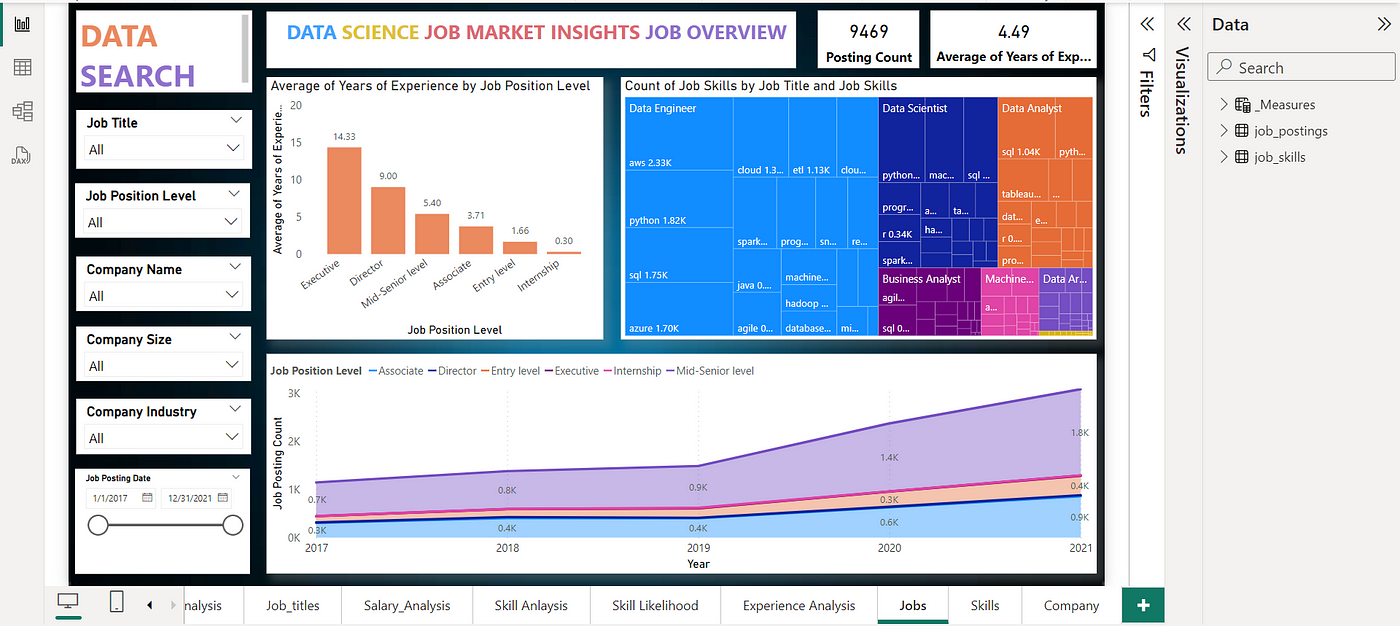 DATA
SEARCH
DATA SCIENCE JOB MARKET INSIGHTS JOB OVERVIEW
9469
Posting Count
4.49
Average of Years of Exp...
Job Title
All
Job Position Level
All
Company Name
All
Company Size
All
Company Industry
All
Job Posting Date
1/1/2017
12/31/2021
Average of Years of Experience by Job Position Level
Average of Years of Experie...
20
15
10
5
0
14.33
9.00
5.40
3.71
1.66
0.30
Executive
Director
Mid-Senior level
Associate
Entry level
Internship
Job Position Level
Count of Job Skills by Job Title and Job Skills
Data Engineer
aws 2.33K
python 1.82K
sql 1.75K
azure 1.70K
cloud 1.3...
etl 1.13K
clou...
spark...
prog...
sn...
re...
java 0....
machine...
hadoop ...
agile 0...
database...
mi...
Data Scientist
python...
mac...
sql ...
progr...
a...
ta...
r 0.34K
ha...
spark...
Data Analyst
sql 1.04K
pyth...
tableau...
...
dat...
e...
r 0....
pro...
Business Analyst
agil...
sql 0...
Machine...
a...
Data Ar...
Job Position Level Associate Director Entry level Executive Internship Mid-Senior level
Job Posting Count
3K
2K
1K
0K
0.7K
0.3K
0.8K
0.4K
0.9K
0.4K
1.4K
0.3K
0.6K
1.8K
0.4K
0.9K
2017
2018
2019
2020
2021
Year
Filters
Visualizations
Data
Search
_Measures
job_postings
job_skills
DAX
nalysis
Job_titles
Salary_Analysis
Skill Anlaysis
Skill Likelihood
Experience Analysis
Jobs
Skills
Company
+